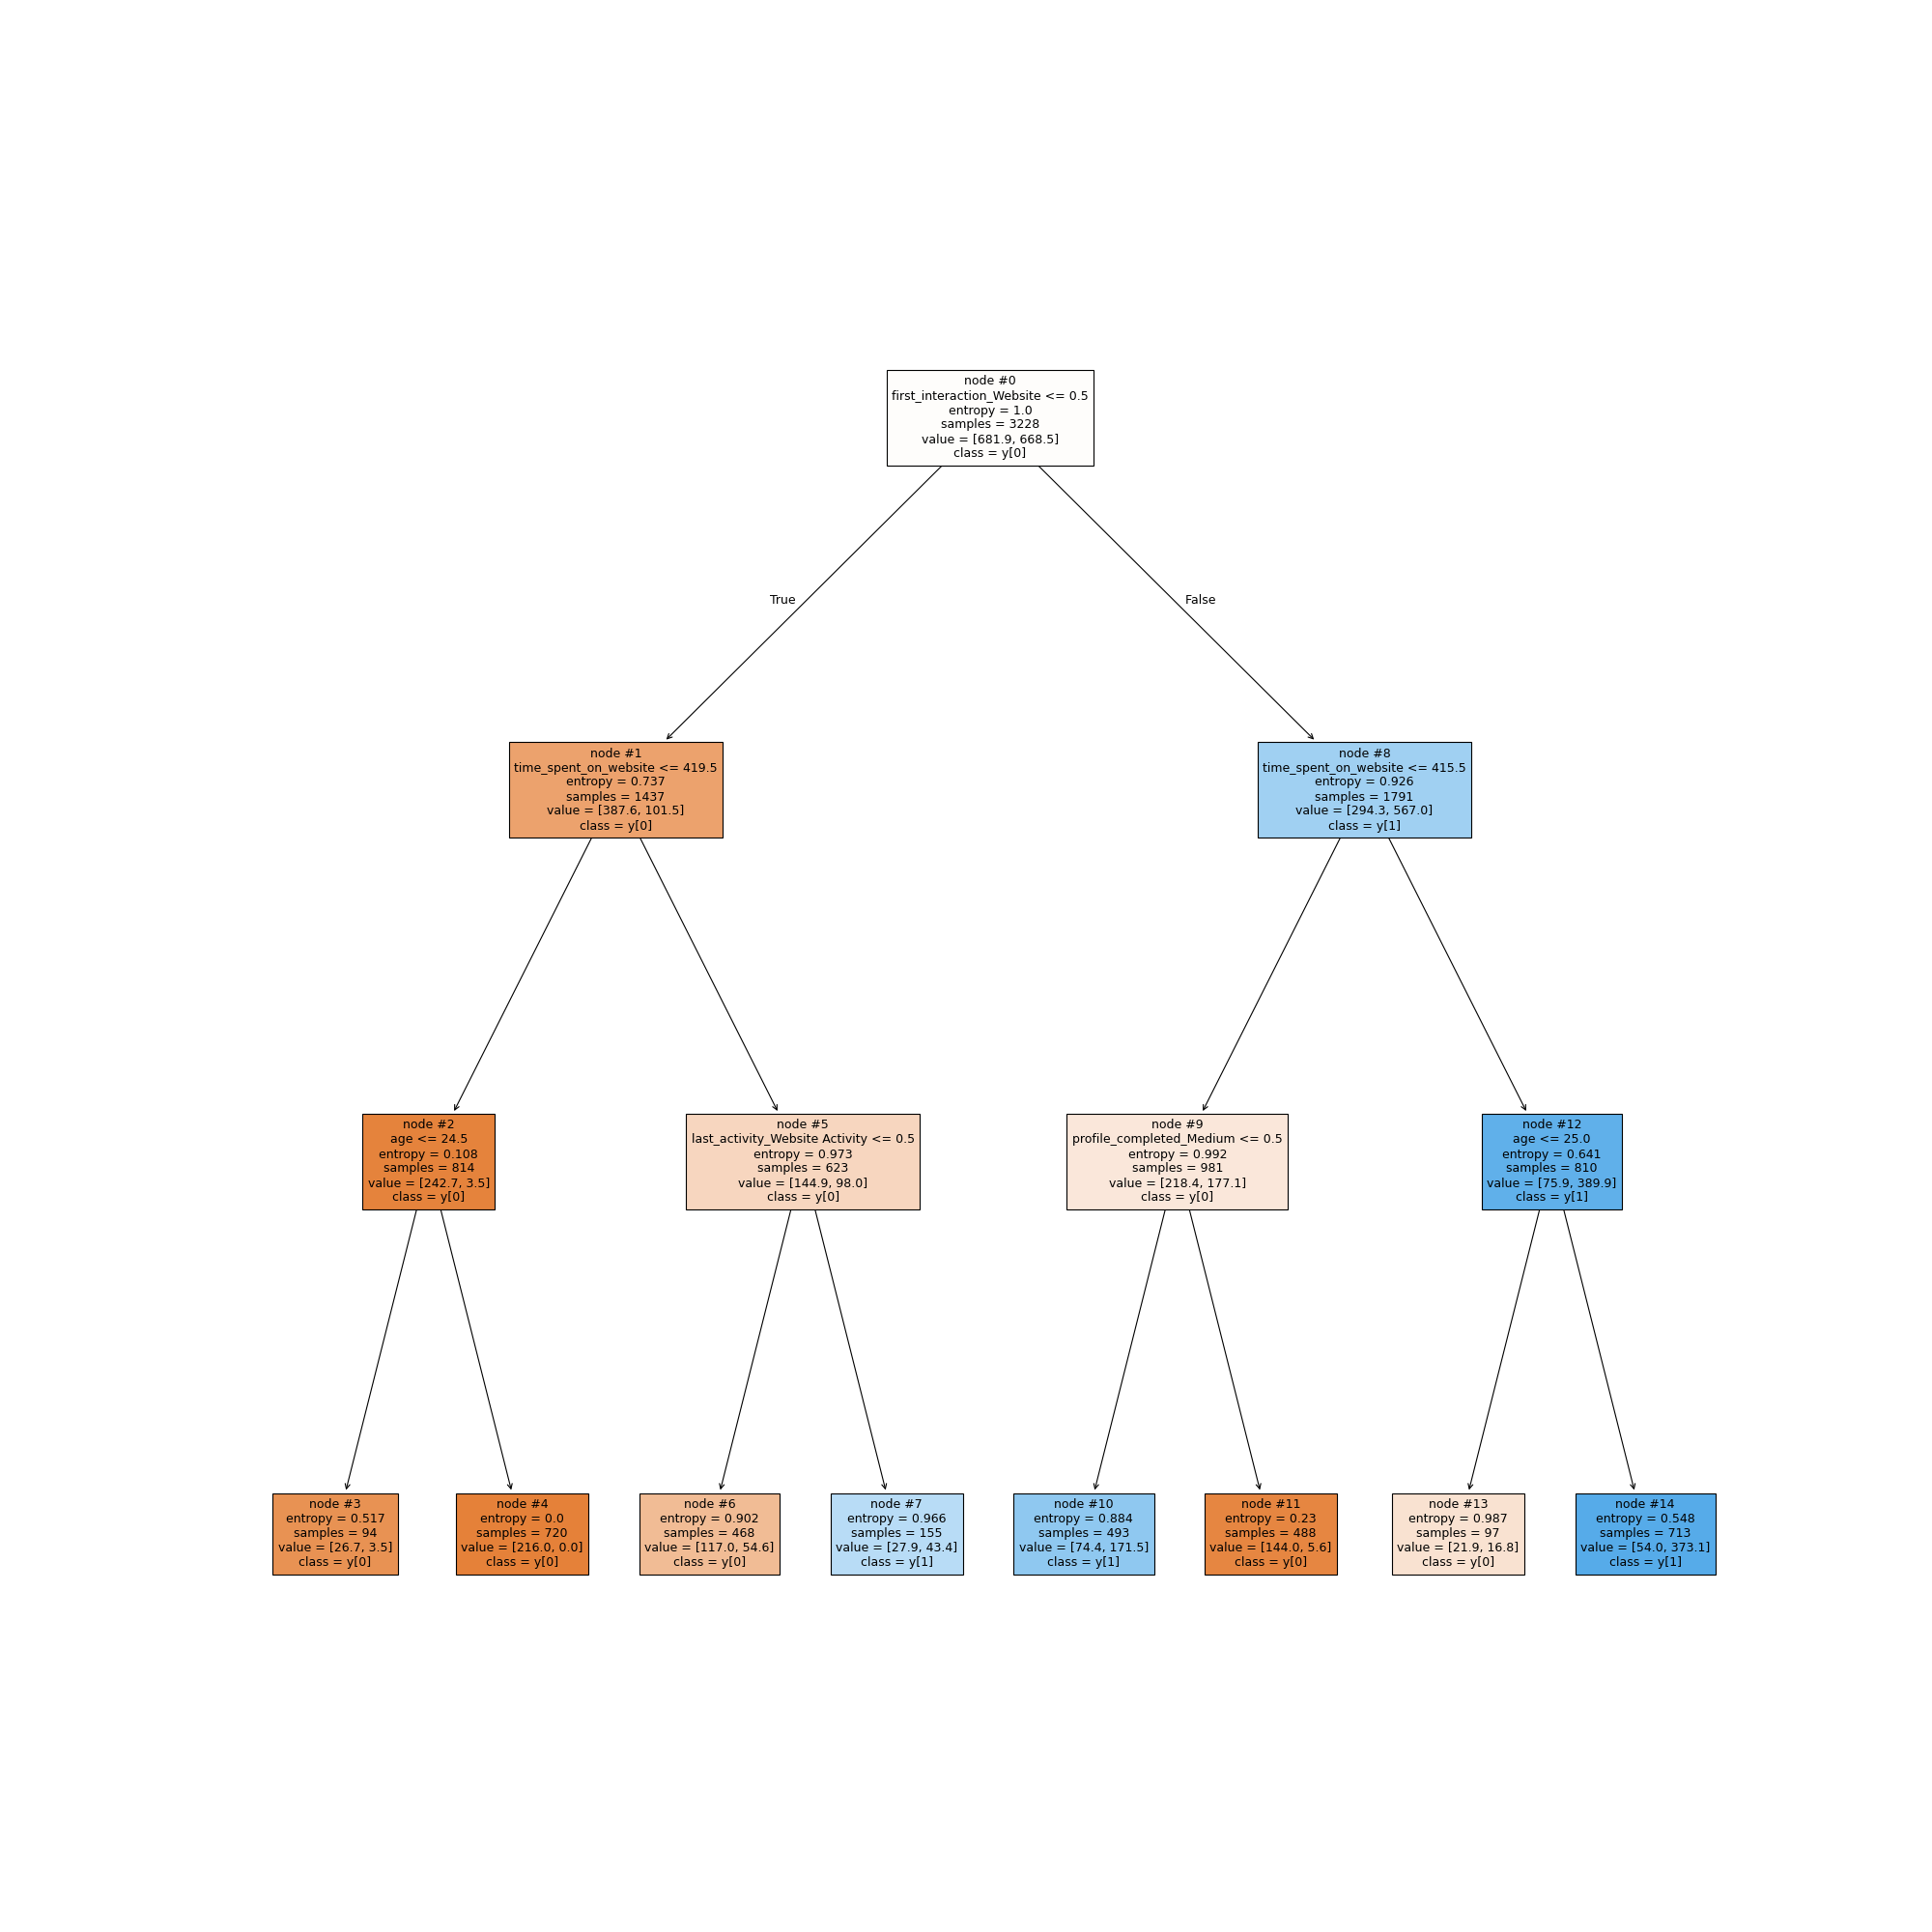 node #0
first_interaction_Website <= 0.5
entropy = 1.0
samples = 3228
value = [681.9, 668.5]
class = y[0]
True
False
node #1
time_spent_on_website <= 419.5
entropy = 0.737
samples = 1437
value = [387.6, 101.5]
class = y[0]
node #8
time_spent_on_website <= 415.5
entropy = 0.926
samples = 1791
value = [294.3, 567.0]
class = y[1]
node #2
age <= 24.5
entropy = 0.108
samples = 814
value = [242.7, 3.5]
class = y[0]
node #5
last_activity_Website Activity <= 0.5
entropy = 0.973
samples = 623
value = [144.9, 98.0]
class = y[0]
node #9
profile_completed_Medium <= 0.5
entropy = 0.992
samples = 981
value = [218.4, 177.1]
class = y[0]
node #12
age <= 25.0
entropy = 0.641
samples = 810
value = [75.9, 389.9]
class = y[1]
node #3
entropy = 0.517
samples = 94
value = [26.7, 3.5]
class = y[0]
node #4
entropy = 0.0
samples = 720
value = [216.0, 0.0]
class = y[0]
node #6
entropy = 0.902
samples = 468
value = [117.0, 54.6]
class = y[0]
node #7
entropy = 0.966
samples = 155
value = [27.9, 43.4]
class = y[1]
node #10
entropy = 0.884
samples = 493
value = [74.4, 171.5]
class = y[1]
node #11
entropy = 0.23
samples = 488
value = [144.0, 5.6]
class = y[0]
node #13
entropy = 0.987
samples = 97
value = [21.9, 16.8]
class = y[0]
node #14
entropy = 0.548
samples = 713
value = [54.0, 373.1]
class = y[1]